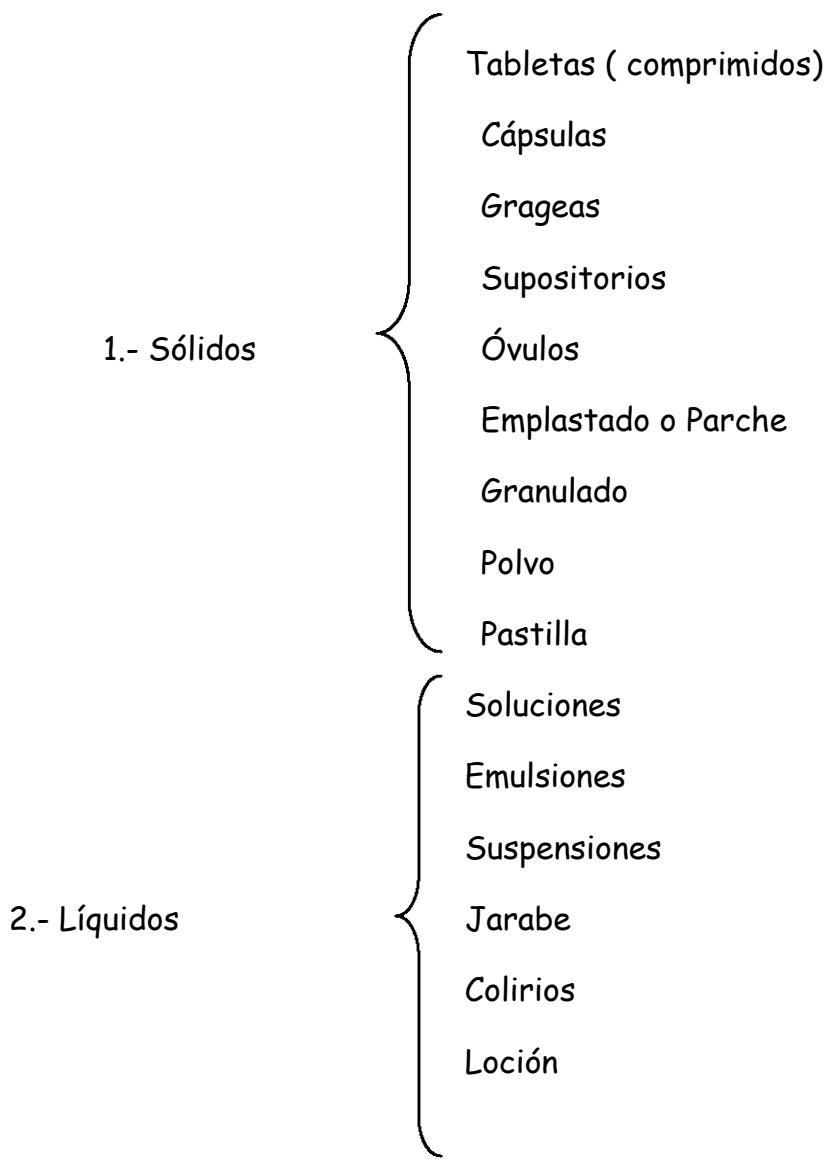 Tabletas ( comprimidos)
Cápsulas
Grageas
Supositorios
1.- Sólidos
Óvulos
Emplastado o Parche
Granulado
Polvo
Pastilla
Soluciones
Emulsiones
Suspensiones
2.- Líquidos
Jarabe
Colirios
Loción